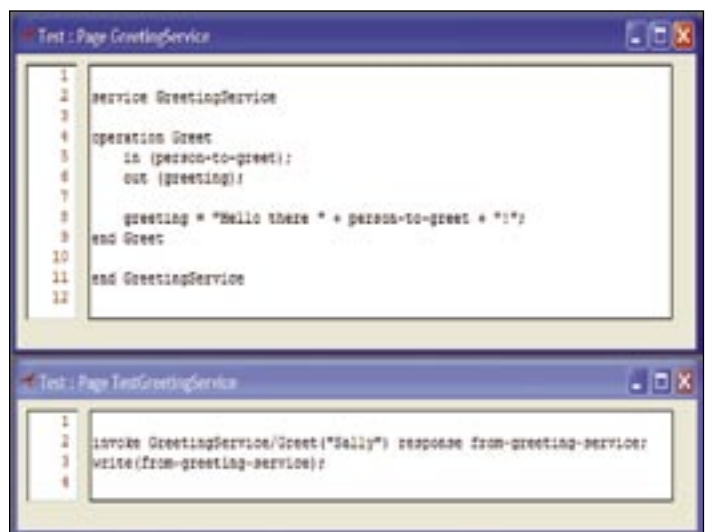 Test : Page GreetingService
1
2 service GreetingService
3
4 operation Greet
5 in (person-to-greet);
6 out (greeting);
7
8 greeting = "Hello there " + person-to-greet + "!";
9 end Greet
10
11 end GreetingService
12
Test : Page TestGreetingService
1
2 invoke GreetingService/Greet("Sally") response from-greeting-service;
3 write(from-greeting-service);
4